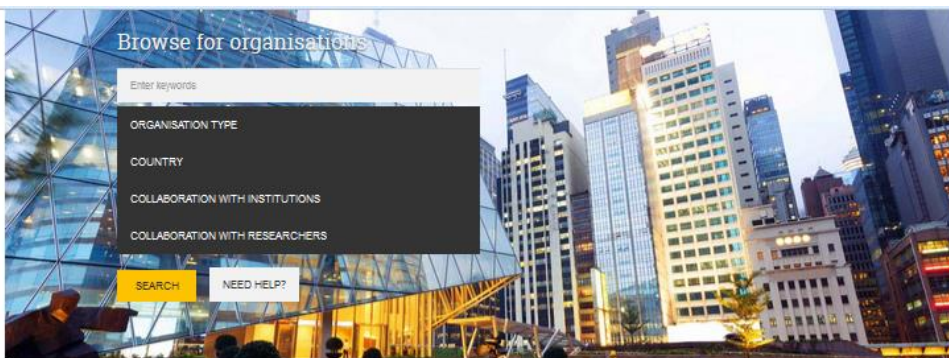 Browse for organisations
Enter keywords
ORGANISATION TYPE
COUNTRY
COLLABORATION WITH INSTITUTIONS
COLLABORATION WITH RESEARCHERS
SEARCH
NEED HELP?